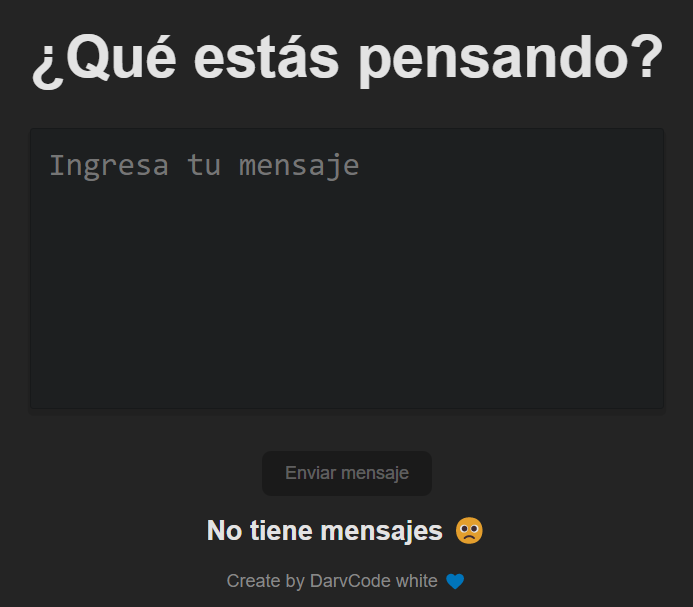 ¿Qué estás pensando?
Ingresa tu mensaje
Enviar mensaje
No tiene mensajes 🙁
Create by DarvCode white 💙